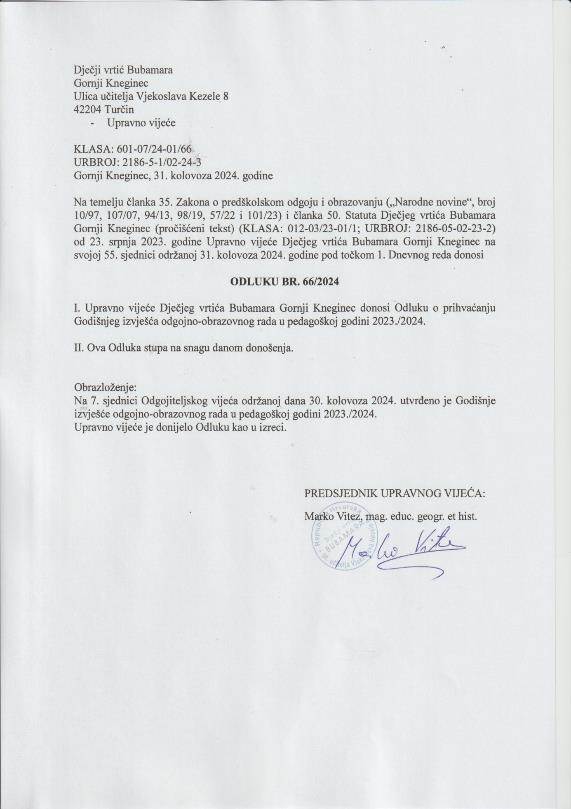 Dječji vrtić Bubamara
Gornji Kneginec
Ulica učitelja Vjekoslava Kezele 8
42204 Turčin
- Upravno vijeće
KLASA: 601-07/24-01/66
URBROJ: 2186-5-1/02-24-3
Gornji Kneginec, 31. kolovoza 2024. godine
Na temelju članka 35. Zakona o predškolskom odgoju i obrazovanju („Narodne novine“, broj
10/97, 107/07, 94/13, 98/19, 57/22 i 101/23) i članka 50. Statuta Dječjeg vrtića Bubamara
Gornji Kneginec (pročišćeni tekst) (KLASA: 012-03/23-01/1; URBROJ: 2186-05-02-23-2)
od 23. srpnja 2023. godine Upravno vijeće Dječjeg vrtića Bubamara Gornji Kneginec na
svojoj 55. sjednici održanoj 31. kolovoza 2024. godine pod točkom 1. Dnevnog reda donosi
ODLUKU BR. 66/2024
I. Upravno vijeće Dječjeg vrtića Bubamara Gornji Kneginec donosi Odluku o prihvaćanju
Godišnjeg izvješća odgojno-obrazovnog rada u pedagoškoj godini 2023./2024.
II. Ova Odluka stupa na snagu danom donošenja.
Obrazloženje:
Na 7. sjednici Odgojiteljskog vijeća održanoj dana 30. kolovoza 2024. utvrđeno je Godišnje
izvješće odgojno-obrazovnog rada u pedagoškoj godini 2023./2024.
Upravno vijeće je donijelo Odluku kao u izreci.
PREDSJEDNIK UPRAVNOG VIJEĆA:
Marko Vitez, mag. educ. geogr. et hist.
BUBAMARA
Marko Vitez